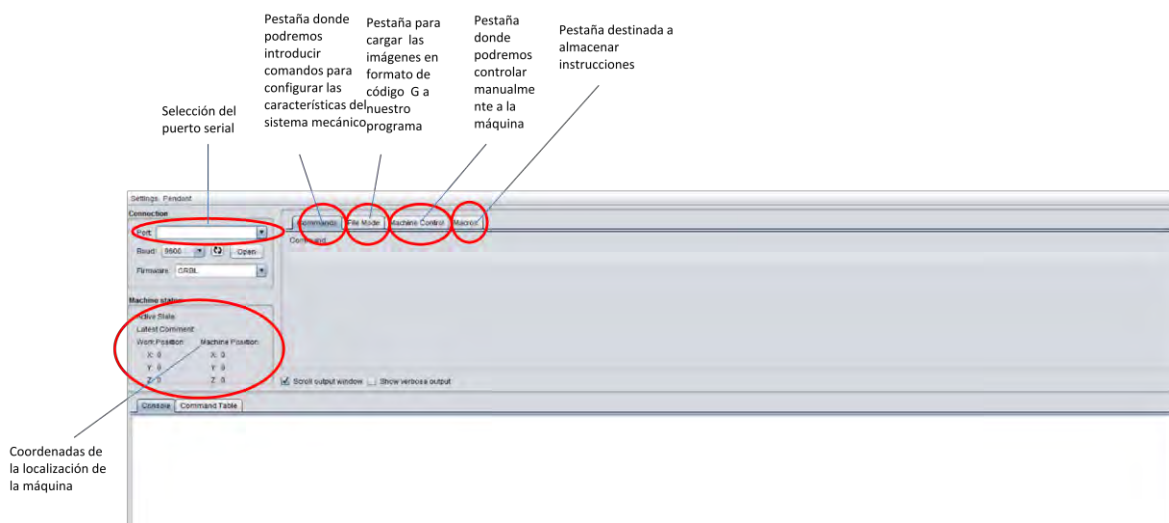 Pestaña donde
podremos
introducir
comandos para
configurar las
características del
sistema mecánico
Pestaña para
cargar las
imágenes en
formato de
código G a
nuestro
programa
Pestaña
donde
podremos
controlar
manualme
nte a la
máquina
Pestaña destinada a
almacenar
instrucciones
Selección del
puerto serial
Settings Pendant
Connection
Port:
Baud: 9600 Open
Firmware: GRBL
Commands File Mode Machine Control Macros
Command
Machine status
Active State:
Latest Comment:
Work Position: Machine Position:
X: 0 X: 0
Y: 0 Y: 0
Z: 0 Z: 0
Scroll output window Show verbose output
Console Command Table
Coordenadas de
la localización de
la máquina